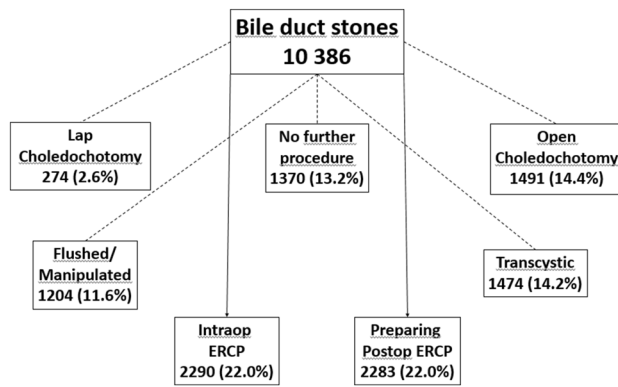 Bile duct stones
10 386
Lap
Choledochotomy
274 (2.6%)
No further
procedure
1370 (13.2%)
Open
Choledochotomy
1491 (14.4%)
Flushed/
Manipulated
1204 (11.6%)
Transcystic
1474 (14.2%)
Intraop
ERCP
2290 (22.0%)
Preparing
Postop ERCP
2283 (22.0%)